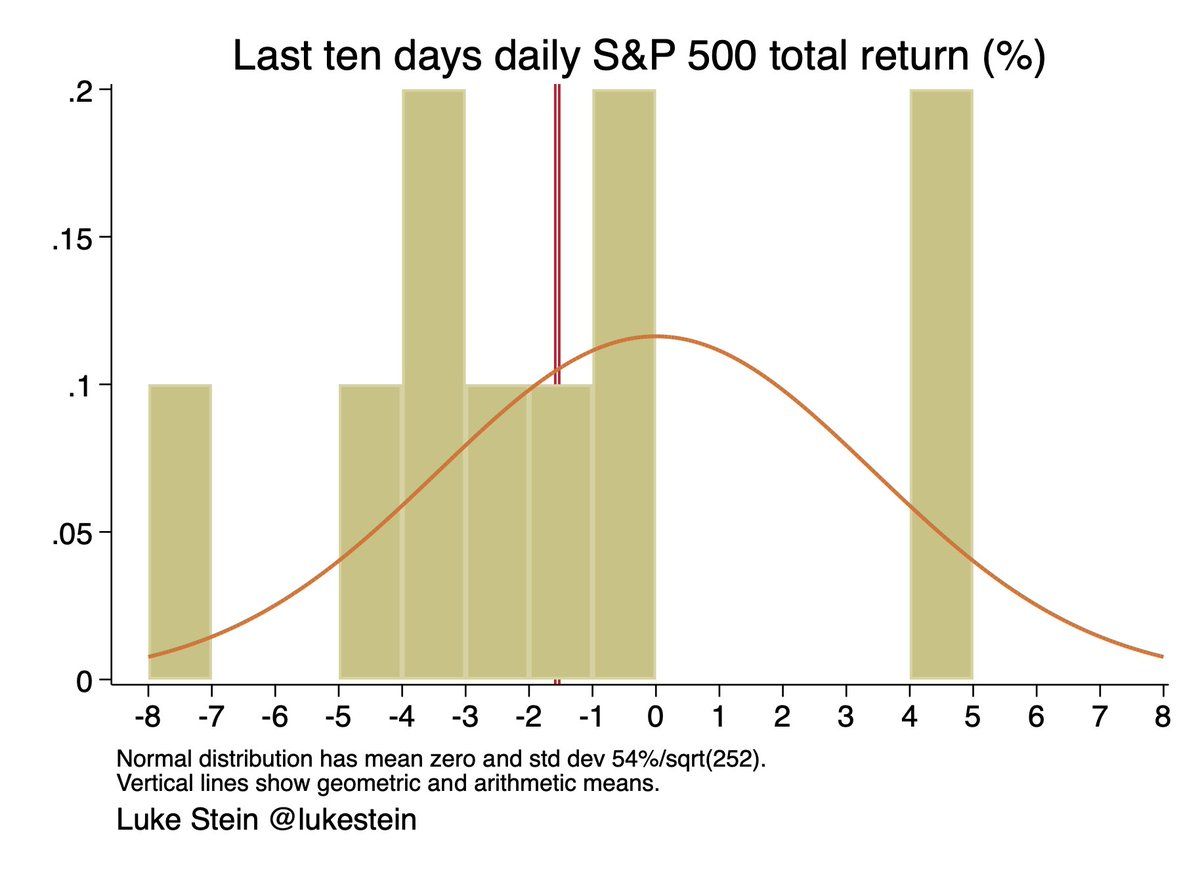 Last ten days daily S&P 500 total return (%)
.2
.15
.1
.05
0
-8 -7 -6 -5 -4 -3 -2 -1 0 1 2 3 4 5 6 7 8
Normal distribution has mean zero and std dev 54%/sqrt(252).
Vertical lines show geometric and arithmetic means.
Luke Stein @lukestein